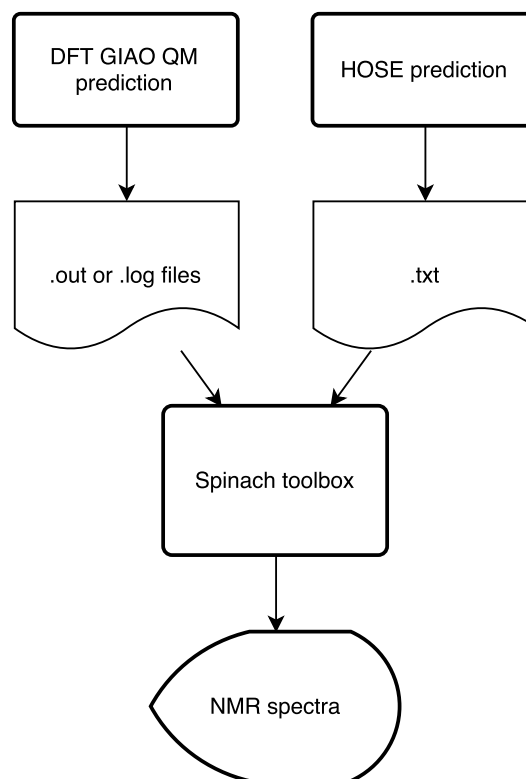 DFT GIAO QM
prediction
HOSE prediction
.out or .log files
.txt
Spinach toolbox
NMR spectra